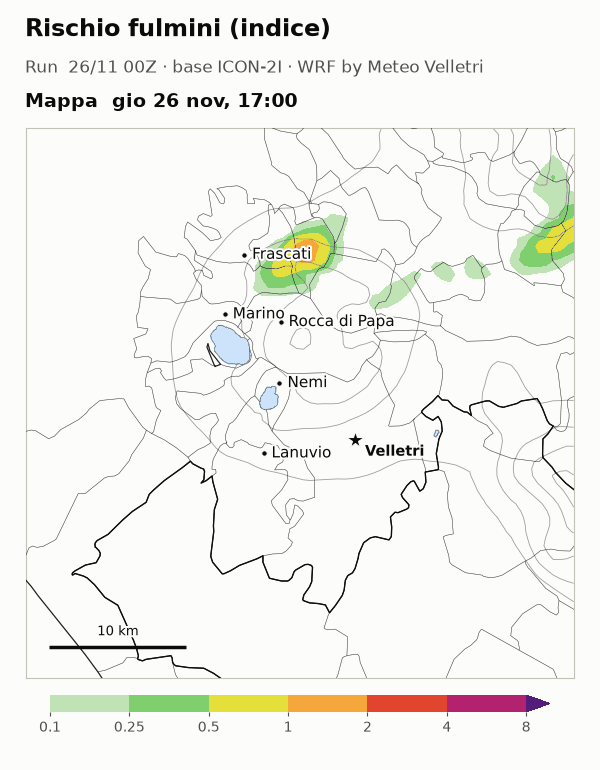 Rischio fulmini (indice)
Run  26/11 00Z · base ICON-2I · WRF by Meteo Velletri
Mappa  gio 26 nov, 17:00
Frascati
Marino
Rocca di Papa
Nemi
Velletri
Lanuvio
10 km
0.1 0.25 0.5 1 2 4 8